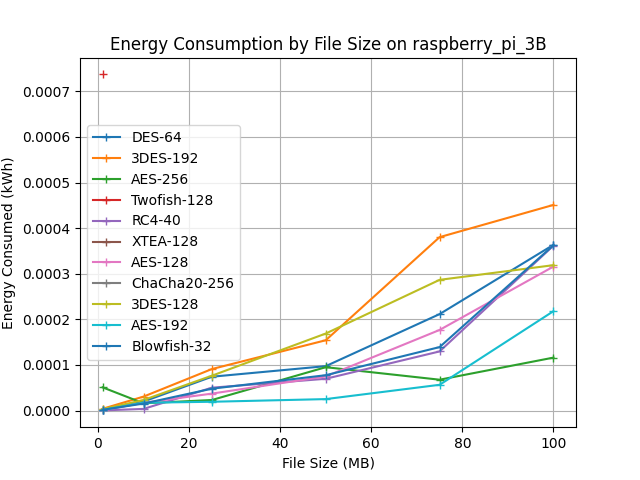 Energy Consumption by File Size on raspberry_pi_3B
Energy Consumed (kWh)
0.0007
0.0006
0.0005
0.0004
0.0003
0.0002
0.0001
0.0000
DES-64
3DES-192
AES-256
Twofish-128
RC4-40
XTEA-128
AES-128
ChaCha20-256
3DES-128
AES-192
Blowfish-32
0 20 40 60 80 100
File Size (MB)